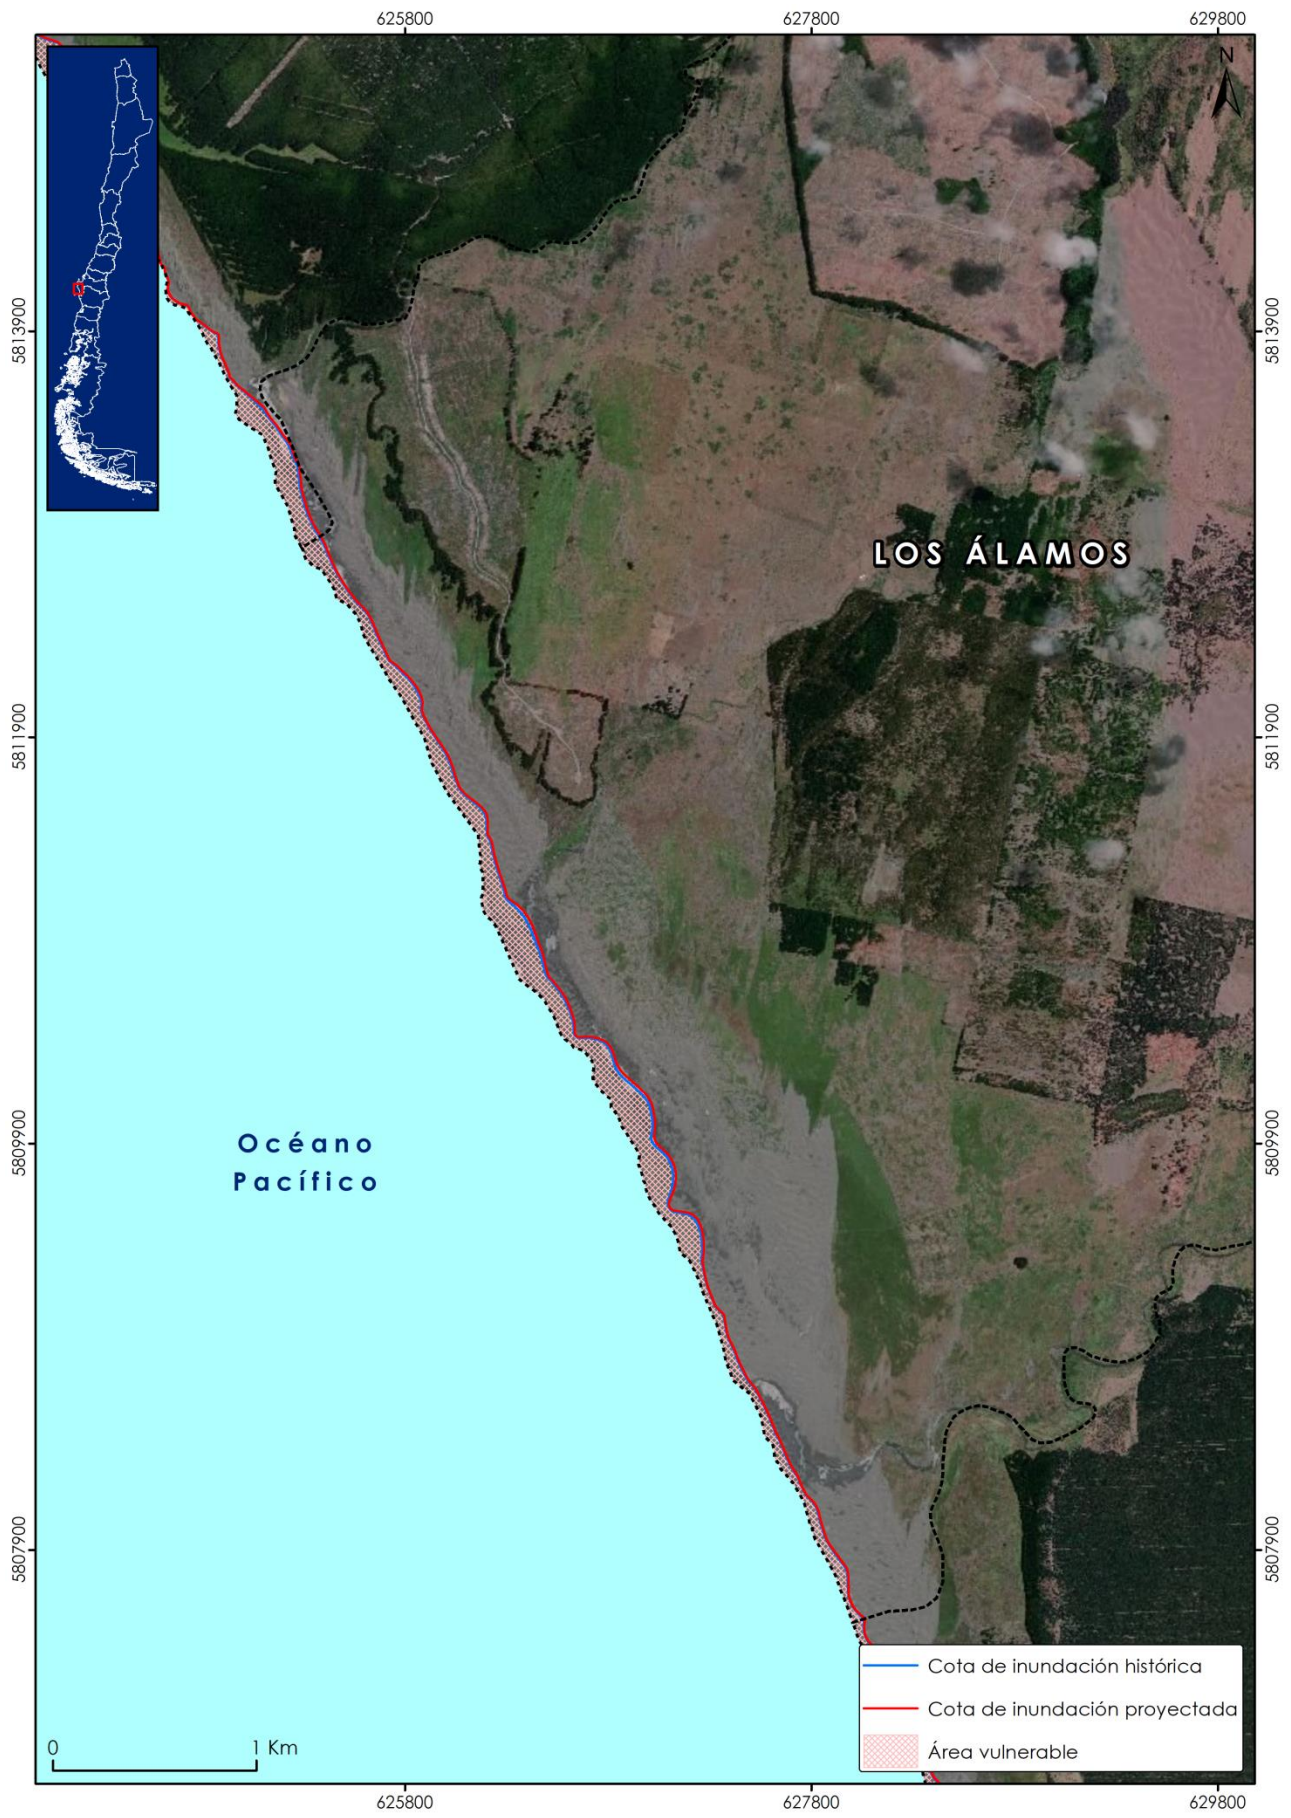 625800
627800
629800
N
5813900
5813900
LOS ÁLAMOS
5811900
5811900
Océano
Pacífico
5809900
5809900
5807900
5807900
Cota de inundación histórica
Cota de inundación proyectada
Área vulnerable
0 1 Km
625800
627800
629800